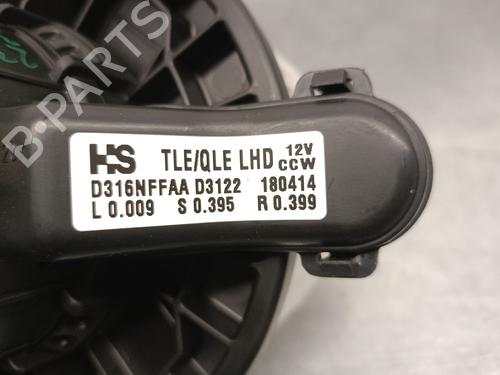 HS TLE/QLE LHD 12V CCW
D316NFFAA D3122 180414
L 0.009 S 0.395 R 0.399
B-PARTS